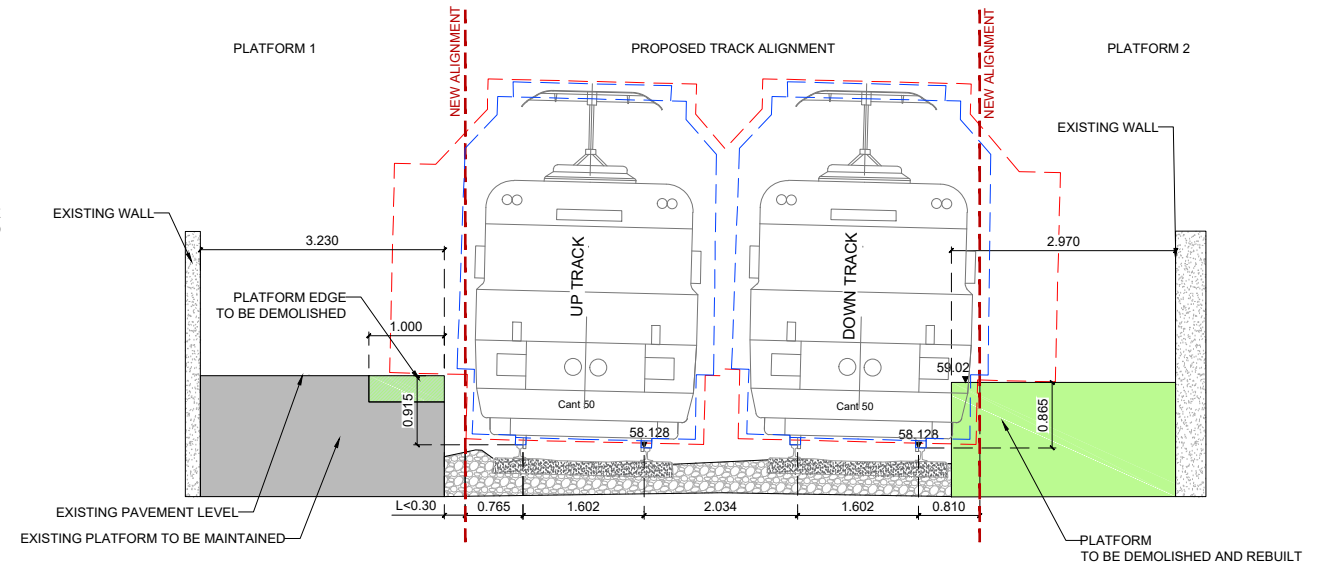 PLATFORM 1
NEW ALIGNMENT
PROPOSED TRACK ALIGNMENT
NEW ALIGNMENT
PLATFORM 2
EXISTING WALL
EXISTING WALL
3.230
2.970
UP TRACK
DOWN TRACK
PLATFORM EDGE
TO BE DEMOLISHED
1.000
59.02
0.915
0.865
Cant 50
Cant 50
58.128
58.128
L<0.30
0.765
1.602
2.034
1.602
0.810
EXISTING PAVEMENT LEVEL
EXISTING PLATFORM TO BE MAINTAINED
PLATFORM
TO BE DEMOLISHED AND REBUILT